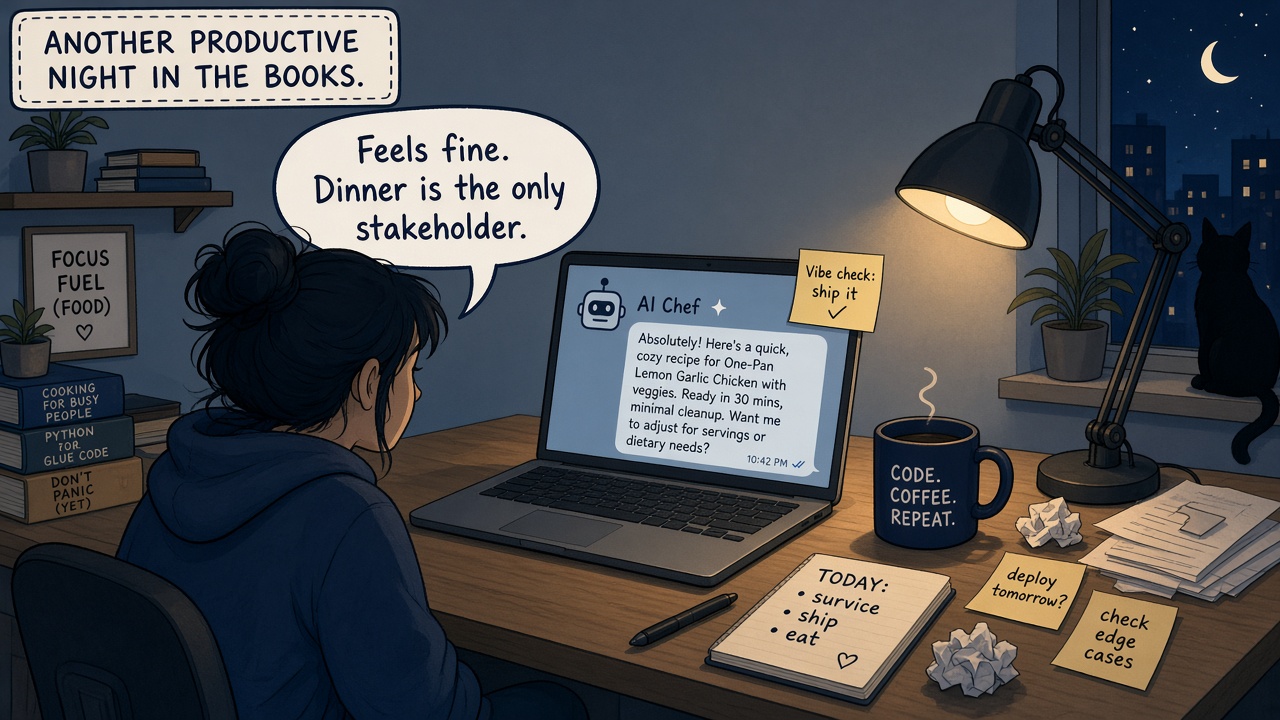 ANOTHER PRODUCTIVE
NIGHT IN THE BOOKS.
Feels fine.
Dinner is the only
stakeholder.
FOCUS
FUEL
(FOOD)
♡
COOKING
FOR BUSY
PEOPLE
PYTHON
FOR
GLUE CODE
DON'T
PANIC
(YET)
AI Chef
Absolutely! Here's a quick,
cozy recipe for One-Pan
Lemon Garlic Chicken with
veggies. Ready in 30 mins,
minimal cleanup. Want me
to adjust for servings or
dietary needs?
10:42 PM ✓✓
Vibe check:
ship it
✓
CODE.
COFFEE.
REPEAT.
TODAY:
• survice
• ship
• eat
♡
deploy
tomorrow?
check
edge
cases